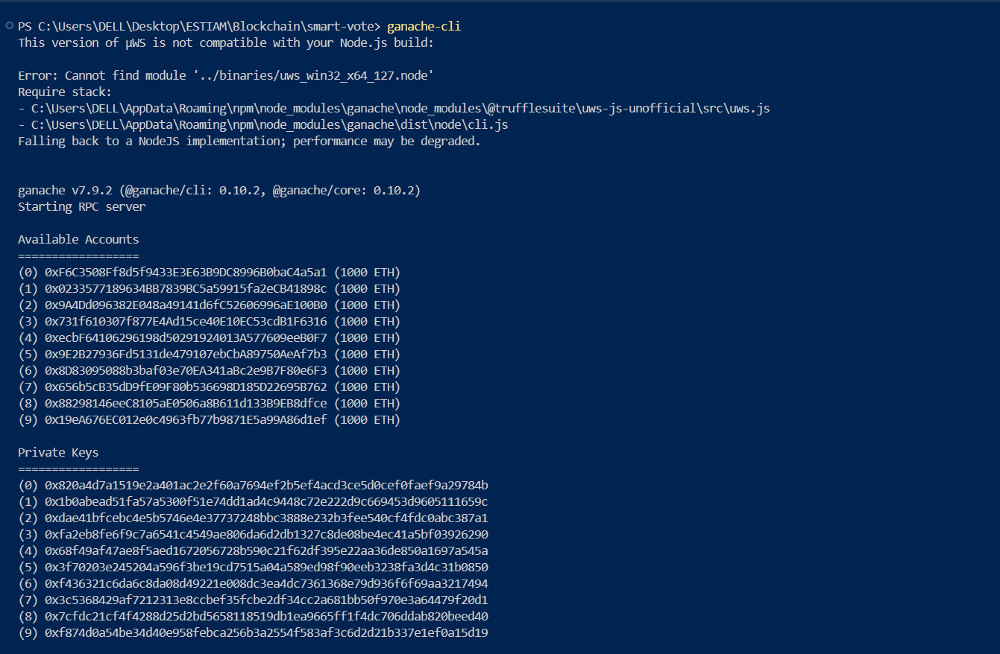 PS C:\Users\DELL\Desktop\ESTIAM\Blockchain\smart-vote> ganache-cli
This version of µWS is not compatible with your Node.js build:
Error: Cannot find module '../binaries/uws_win32_x64_127.node'
Require stack:
- C:\Users\DELL\AppData\Roaming\npm\node_modules\ganache\node_modules\@trufflesuite\uws-js-unofficial\src\uws.js
- C:\Users\DELL\AppData\Roaming\npm\node_modules\ganache\dist\node\cli.js
Falling back to a NodeJS implementation; performance may be degraded.
ganache v7.9.2 (@ganache/cli: 0.10.2, @ganache/core: 0.10.2)
Starting RPC server
Available Accounts
==================
(0) 0xF6C3508Ff8d5f9433E3E63B9DC8996B0baC4a5a1 (1000 ETH)
(1) 0x0233577189634BB7839BC5a59915fa2eCB41898c (1000 ETH)
(2) 0x9A4Dd096382E048a49141d6fC52606996aE100B0 (1000 ETH)
(3) 0x731f610307f877E4Ad15ce40E10EC53cdB1F6316 (1000 ETH)
(4) 0xecbF64106296198d50291924013A577609eeB0F7 (1000 ETH)
(5) 0x9E2B27936Fd5131de479107ebCbA89750AeAf7b3 (1000 ETH)
(6) 0x8D83095088b3baf03e70EA341aBc2e9B7F80e6F3 (1000 ETH)
(7) 0x656b5cB35dD9fE09F80b536698D185D22695B762 (1000 ETH)
(8) 0x88298146eeC8105aE0506a8B611d133B9EB8dfce (1000 ETH)
(9) 0x19eA676EC012e0c4963fb77b9871E5a99A86d1ef (1000 ETH)
Private Keys
==================
(0) 0x820a4d7a1519e2a401ac2e2f60a7694ef2b5ef4acd3ce5d0cef0faef9a29784b
(1) 0x1b0abead51fa57a5300f51e74dd1ad4c9448c72e222d9c669453d9605111659c
(2) 0xdae41bfcebc4e5b5746e4e37737248bbc3888e232b3fee540cf4fdc0abc387a1
(3) 0xfa2eb8fe6f9c7a6541c4549ae806da6d2db1327c8de08be4ec41a5bf03926290
(4) 0x68f49af47ae8f5aed1672056728b590c21f62df395e22aa36de850a1697a545a
(5) 0x3f70203e245204a596f3be19cd7515a04a589ed98f90eeb3238fa3d4c31b0850
(6) 0xf436321c6da6c8da08d49221e008dc3ea4dc7361368e79d936f6f69aa3217494
(7) 0x3c5368429af7212313e8ccbef35fcbe2df34cc2a681bb50f970e3a64479f20d1
(8) 0x7cfdc21cf4f4288d25d2bd5658118519db1ea9665ff1f4dc706ddab820beed40
(9) 0xf874d0a54be34d40e958febca256b3a2554f583af3c6d2d21b337e1ef0a15d19